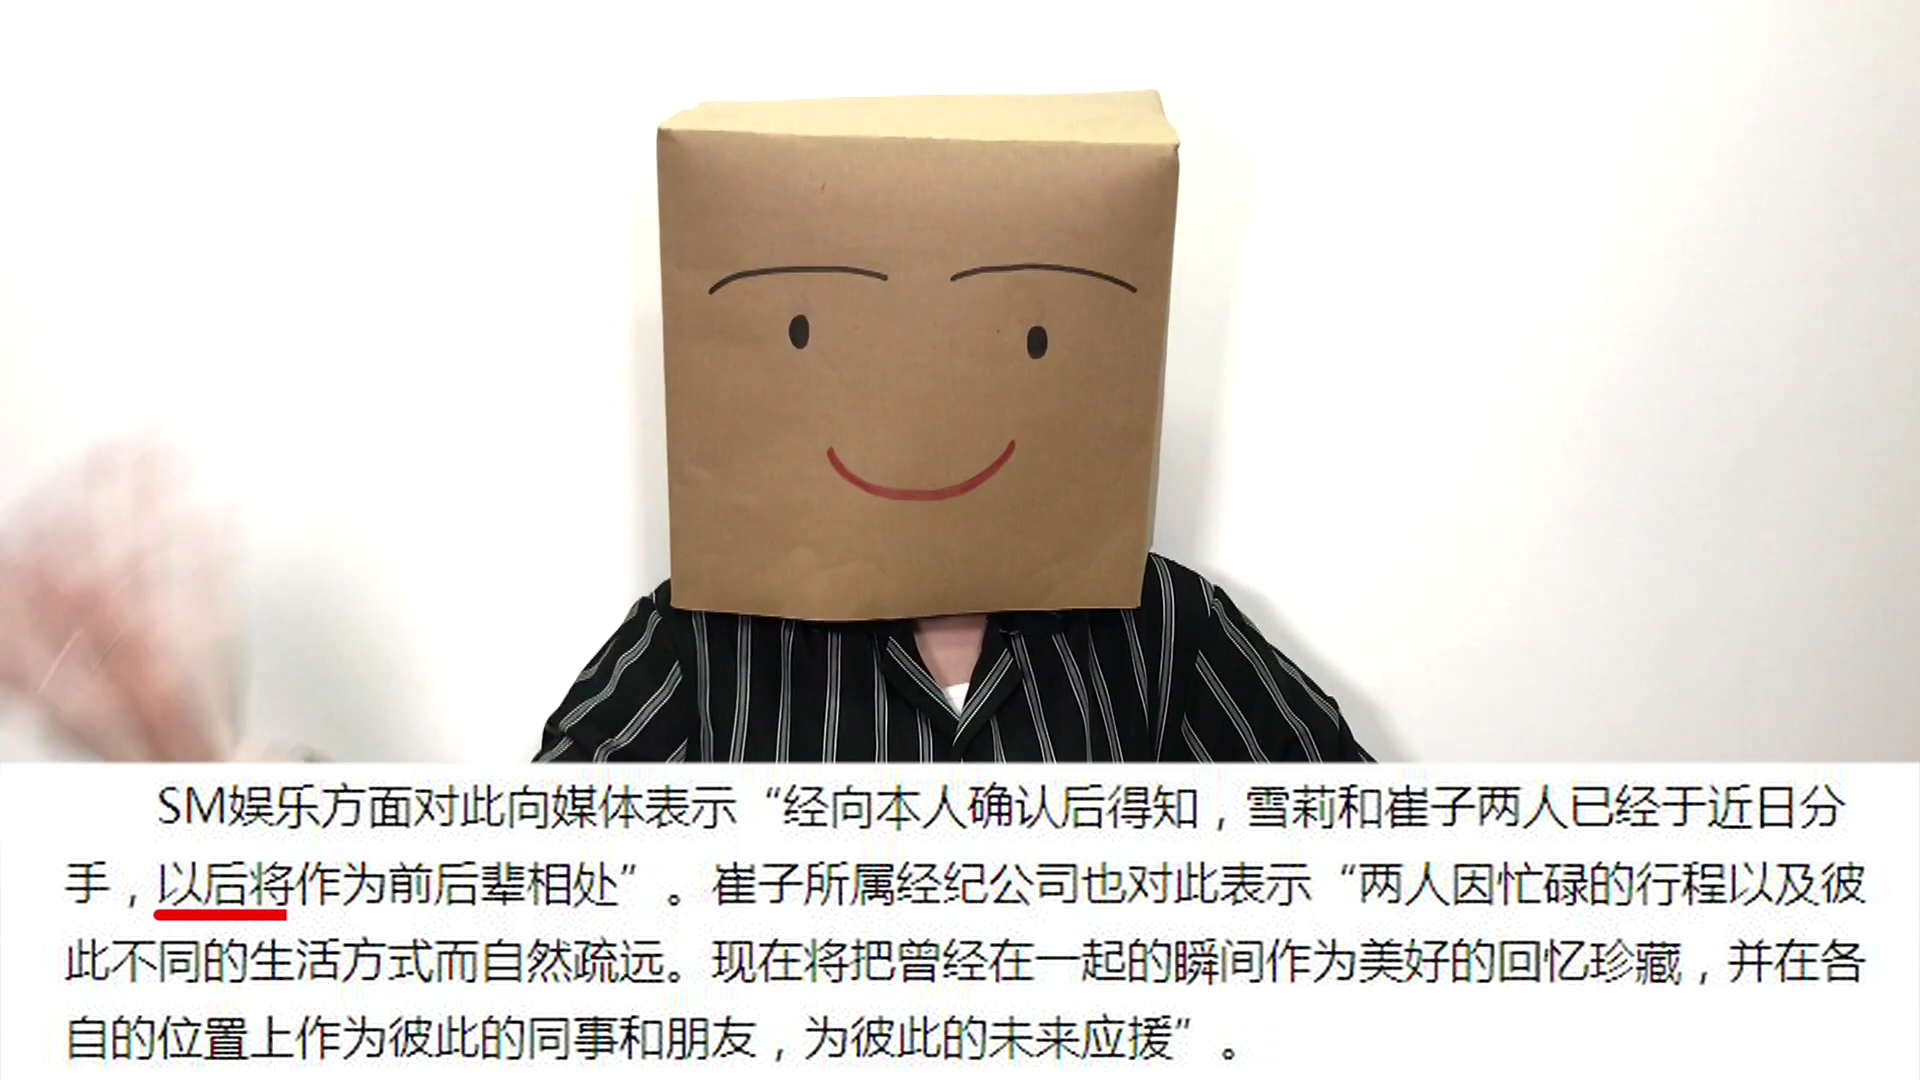 SM娱乐方面对此向媒体表示“经向本人确认后得知，雪莉和崔子两人已经于近日分
手，以后将作为前后辈相处”。崔子所属经纪公司也对此表示“两人因忙碌的行程以及彼
此不同的生活方式而自然疏远。现在将把曾经在一起的瞬间作为美好的回忆珍藏，并在各
自的位置上作为彼此的同事和朋友，为彼此的未来应援”。